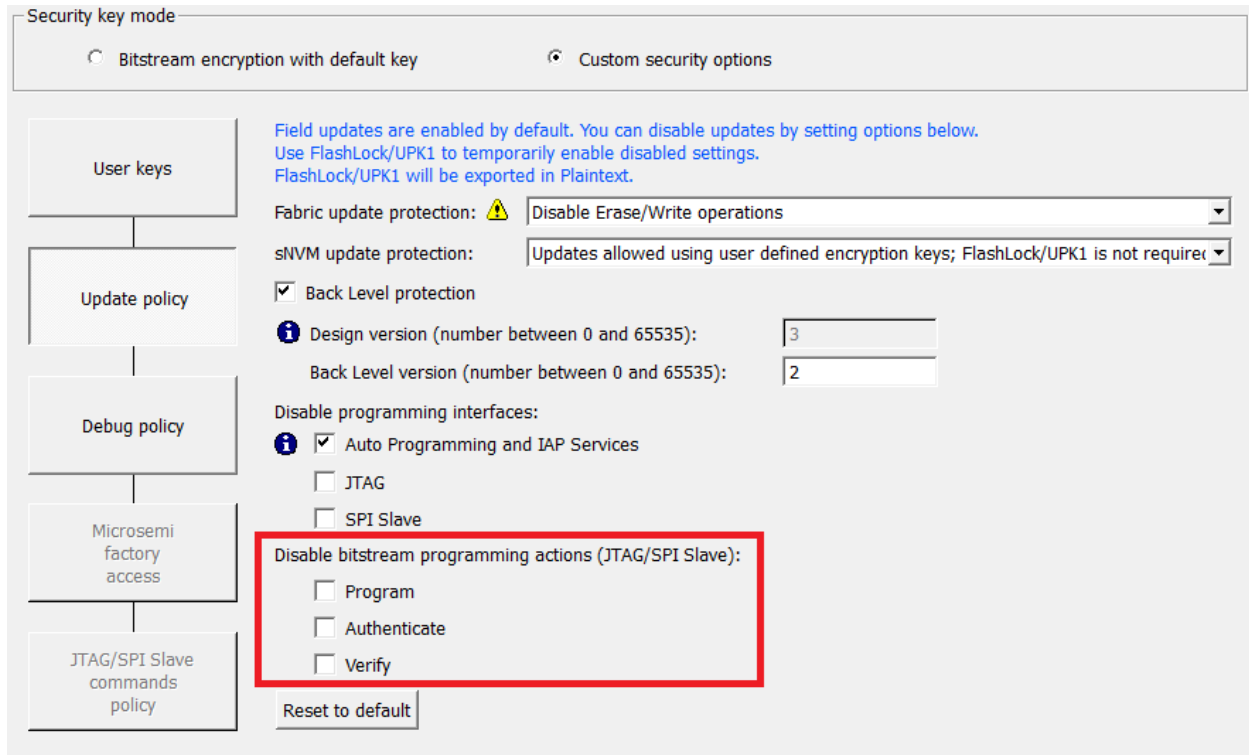 Security key mode
Bitstream encryption with default key
Custom security options
User keys
Update policy
Debug policy
Microsemi
factory
access
JTAG/SPI Slave
commands
policy
Field updates are enabled by default. You can disable updates by setting options below.
Use FlashLock/UPK1 to temporarily enable disabled settings.
FlashLock/UPK1 will be exported in Plaintext.
Fabric update protection:
Disable Erase/Write operations
sNVM update protection:
Updates allowed using user defined encryption keys; FlashLock/UPK1 is not require
Back Level protection
Design version (number between 0 and 65535):
3
Back Level version (number between 0 and 65535):
2
Disable programming interfaces:
Auto Programming and IAP Services
JTAG
SPI Slave
Disable bitstream programming actions (JTAG/SPI Slave):
Program
Authenticate
Verify
Reset to default